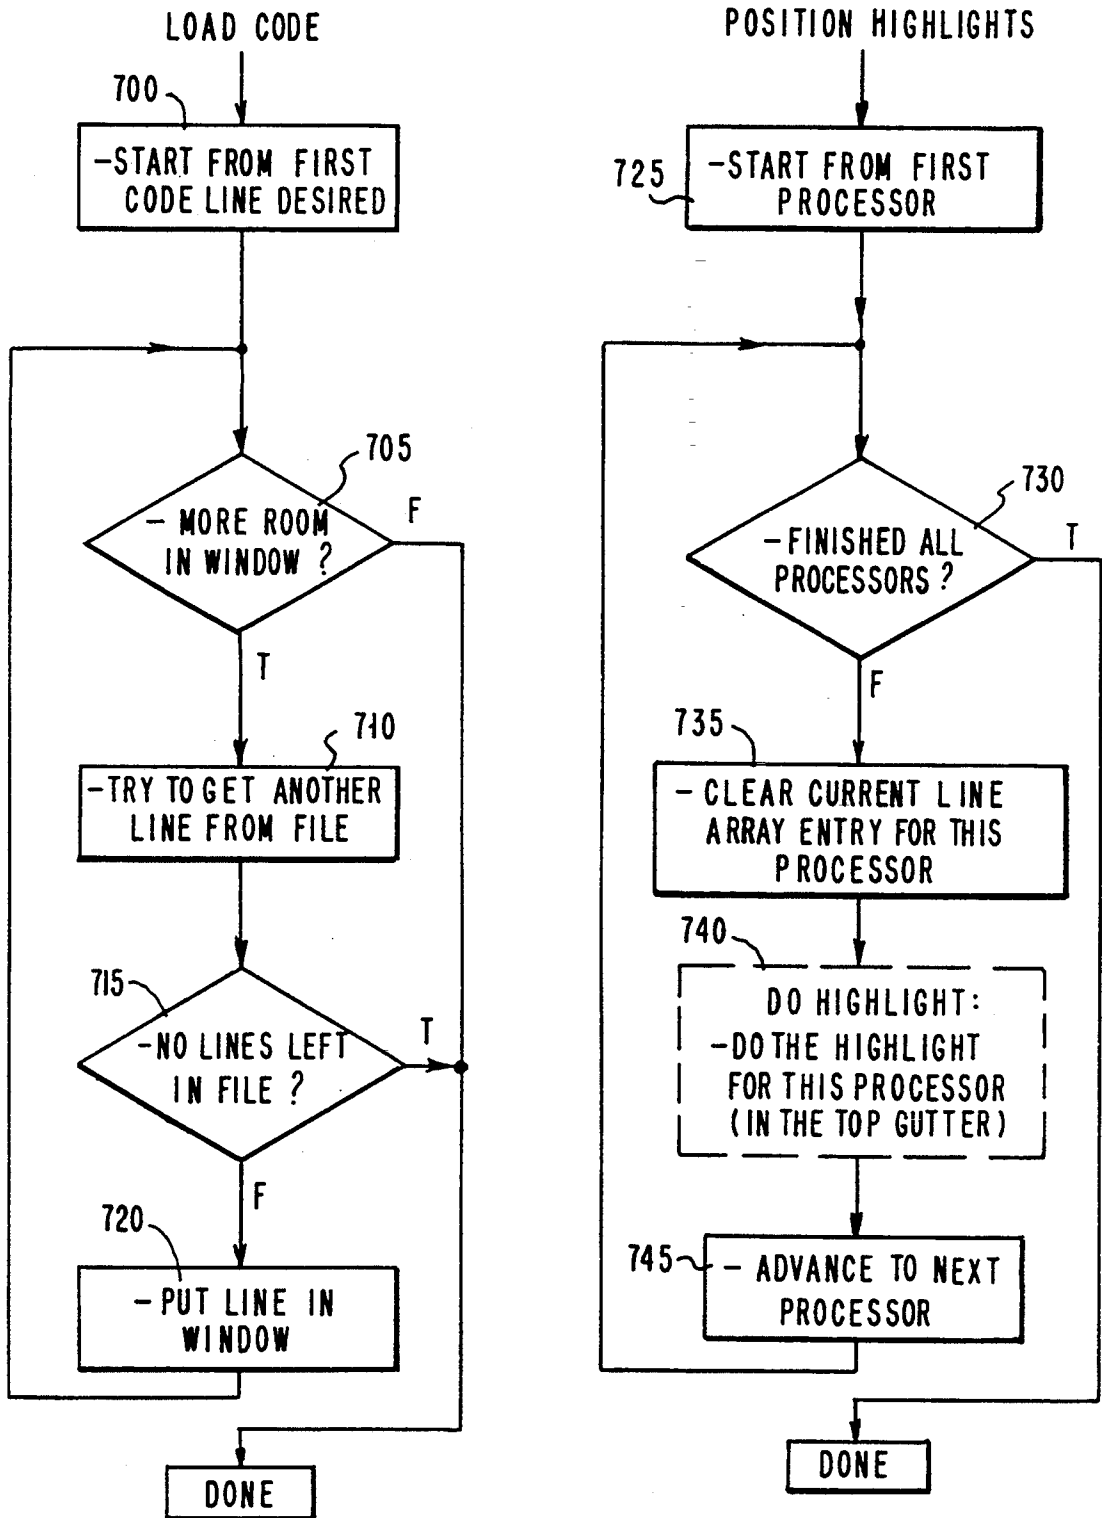 LOAD CODE
700
-START FROM FIRST
CODE LINE DESIRED
705
- MORE ROOM
IN WINDOW ?
F
T
710
-TRY TO GET ANOTHER
LINE FROM FILE
715
-NO LINES LEFT
IN FILE ?
T
F
720
-PUT LINE IN
WINDOW
DONE
POSITION HIGHLIGHTS
725
-START FROM FIRST
PROCESSOR
730
-FINISHED ALL
PROCESSORS ?
T
F
735
- CLEAR CURRENT LINE
ARRAY ENTRY FOR THIS
PROCESSOR
740
DO HIGHLIGHT:
-DO THE HIGHLIGHT
FOR THIS PROCESSOR
(IN THE TOP GUTTER)
745
- ADVANCE TO NEXT
PROCESSOR
DONE